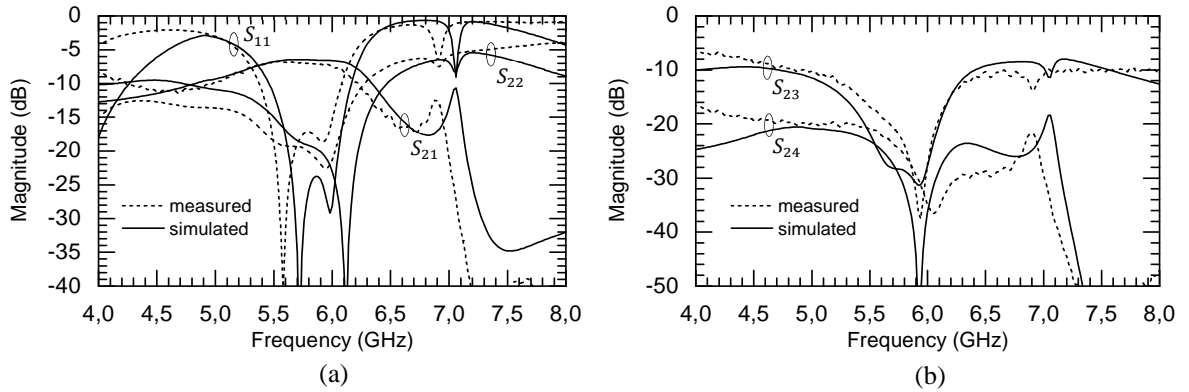 0
-5
-10
-15
-20
-25
-30
-35
-40
Magnitude (dB)
S11
S22
S21
measured
simulated
4,0 4,5 5,0 5,5 6,0 6,5 7,0 7,5 8,0
Frequency (GHz)
(a)
0
-10
-20
-30
-40
-50
Magnitude (dB)
S23
S24
measured
simulated
4,0 4,5 5,0 5,5 6,0 6,5 7,0 7,5 8,0
Frequency (GHz)
(b)